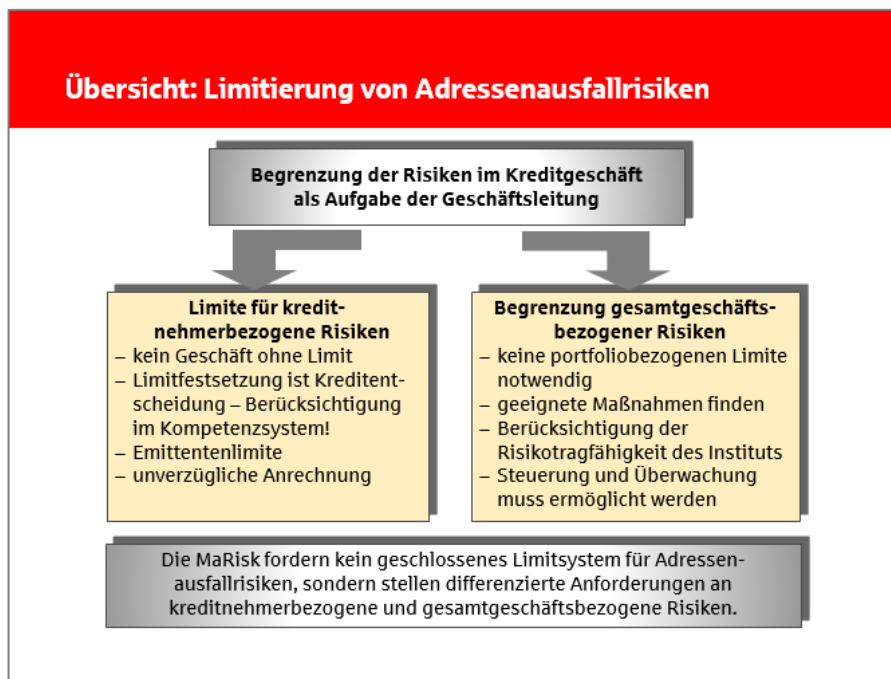 Übersicht: Limitierung von Adressenausfallrisiken
Begrenzung der Risiken im Kreditgeschäft
als Aufgabe der Geschäftsleitung
Limite für kredit-
nehmerbezogene Risiken
– kein Geschäft ohne Limit
– Limitfestsetzung ist Kreditent-
scheidung – Berücksichtigung
im Kompetenzsystem!
– Emittentenlimite
– unverzügliche Anrechnung
Begrenzung gesamtgeschäfts-
bezogener Risiken
– keine portfoliobezogenen Limite
notwendig
– geeignete Maßnahmen finden
– Berücksichtigung der
Risikotragfähigkeit des Instituts
– Steuerung und Überwachung
muss ermöglicht werden
Die MaRisk fordern kein geschlossenes Limitsystem für Adressen-
ausfallrisiken, sondern stellen differenzierte Anforderungen an
kreditnehmerbezogene und gesamtgeschäftsbezogene Risiken.